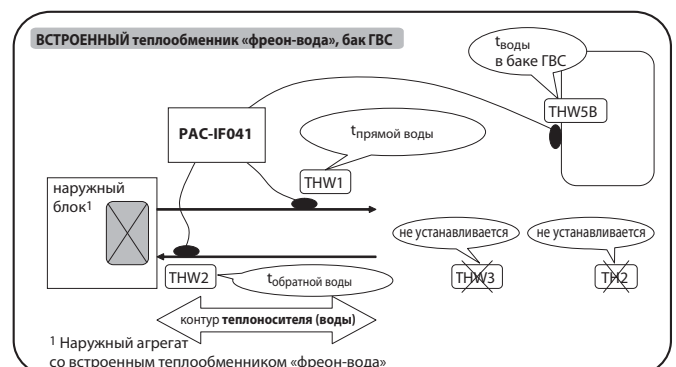 ВСТРОЕННЫЙ теплообменник «фреон-вода», бак ГВС
tводы
в баке ГВС
THW5B
PAC-IF041
tпрямой воды
THW1
наружный
блок1
не устанавливается
не устанавливается
THW3
TH2
THW2
tобратной воды
контур теплоносителя (воды)
1 Наружный агрегат
со встроенным теплообменником «фреон-вода»